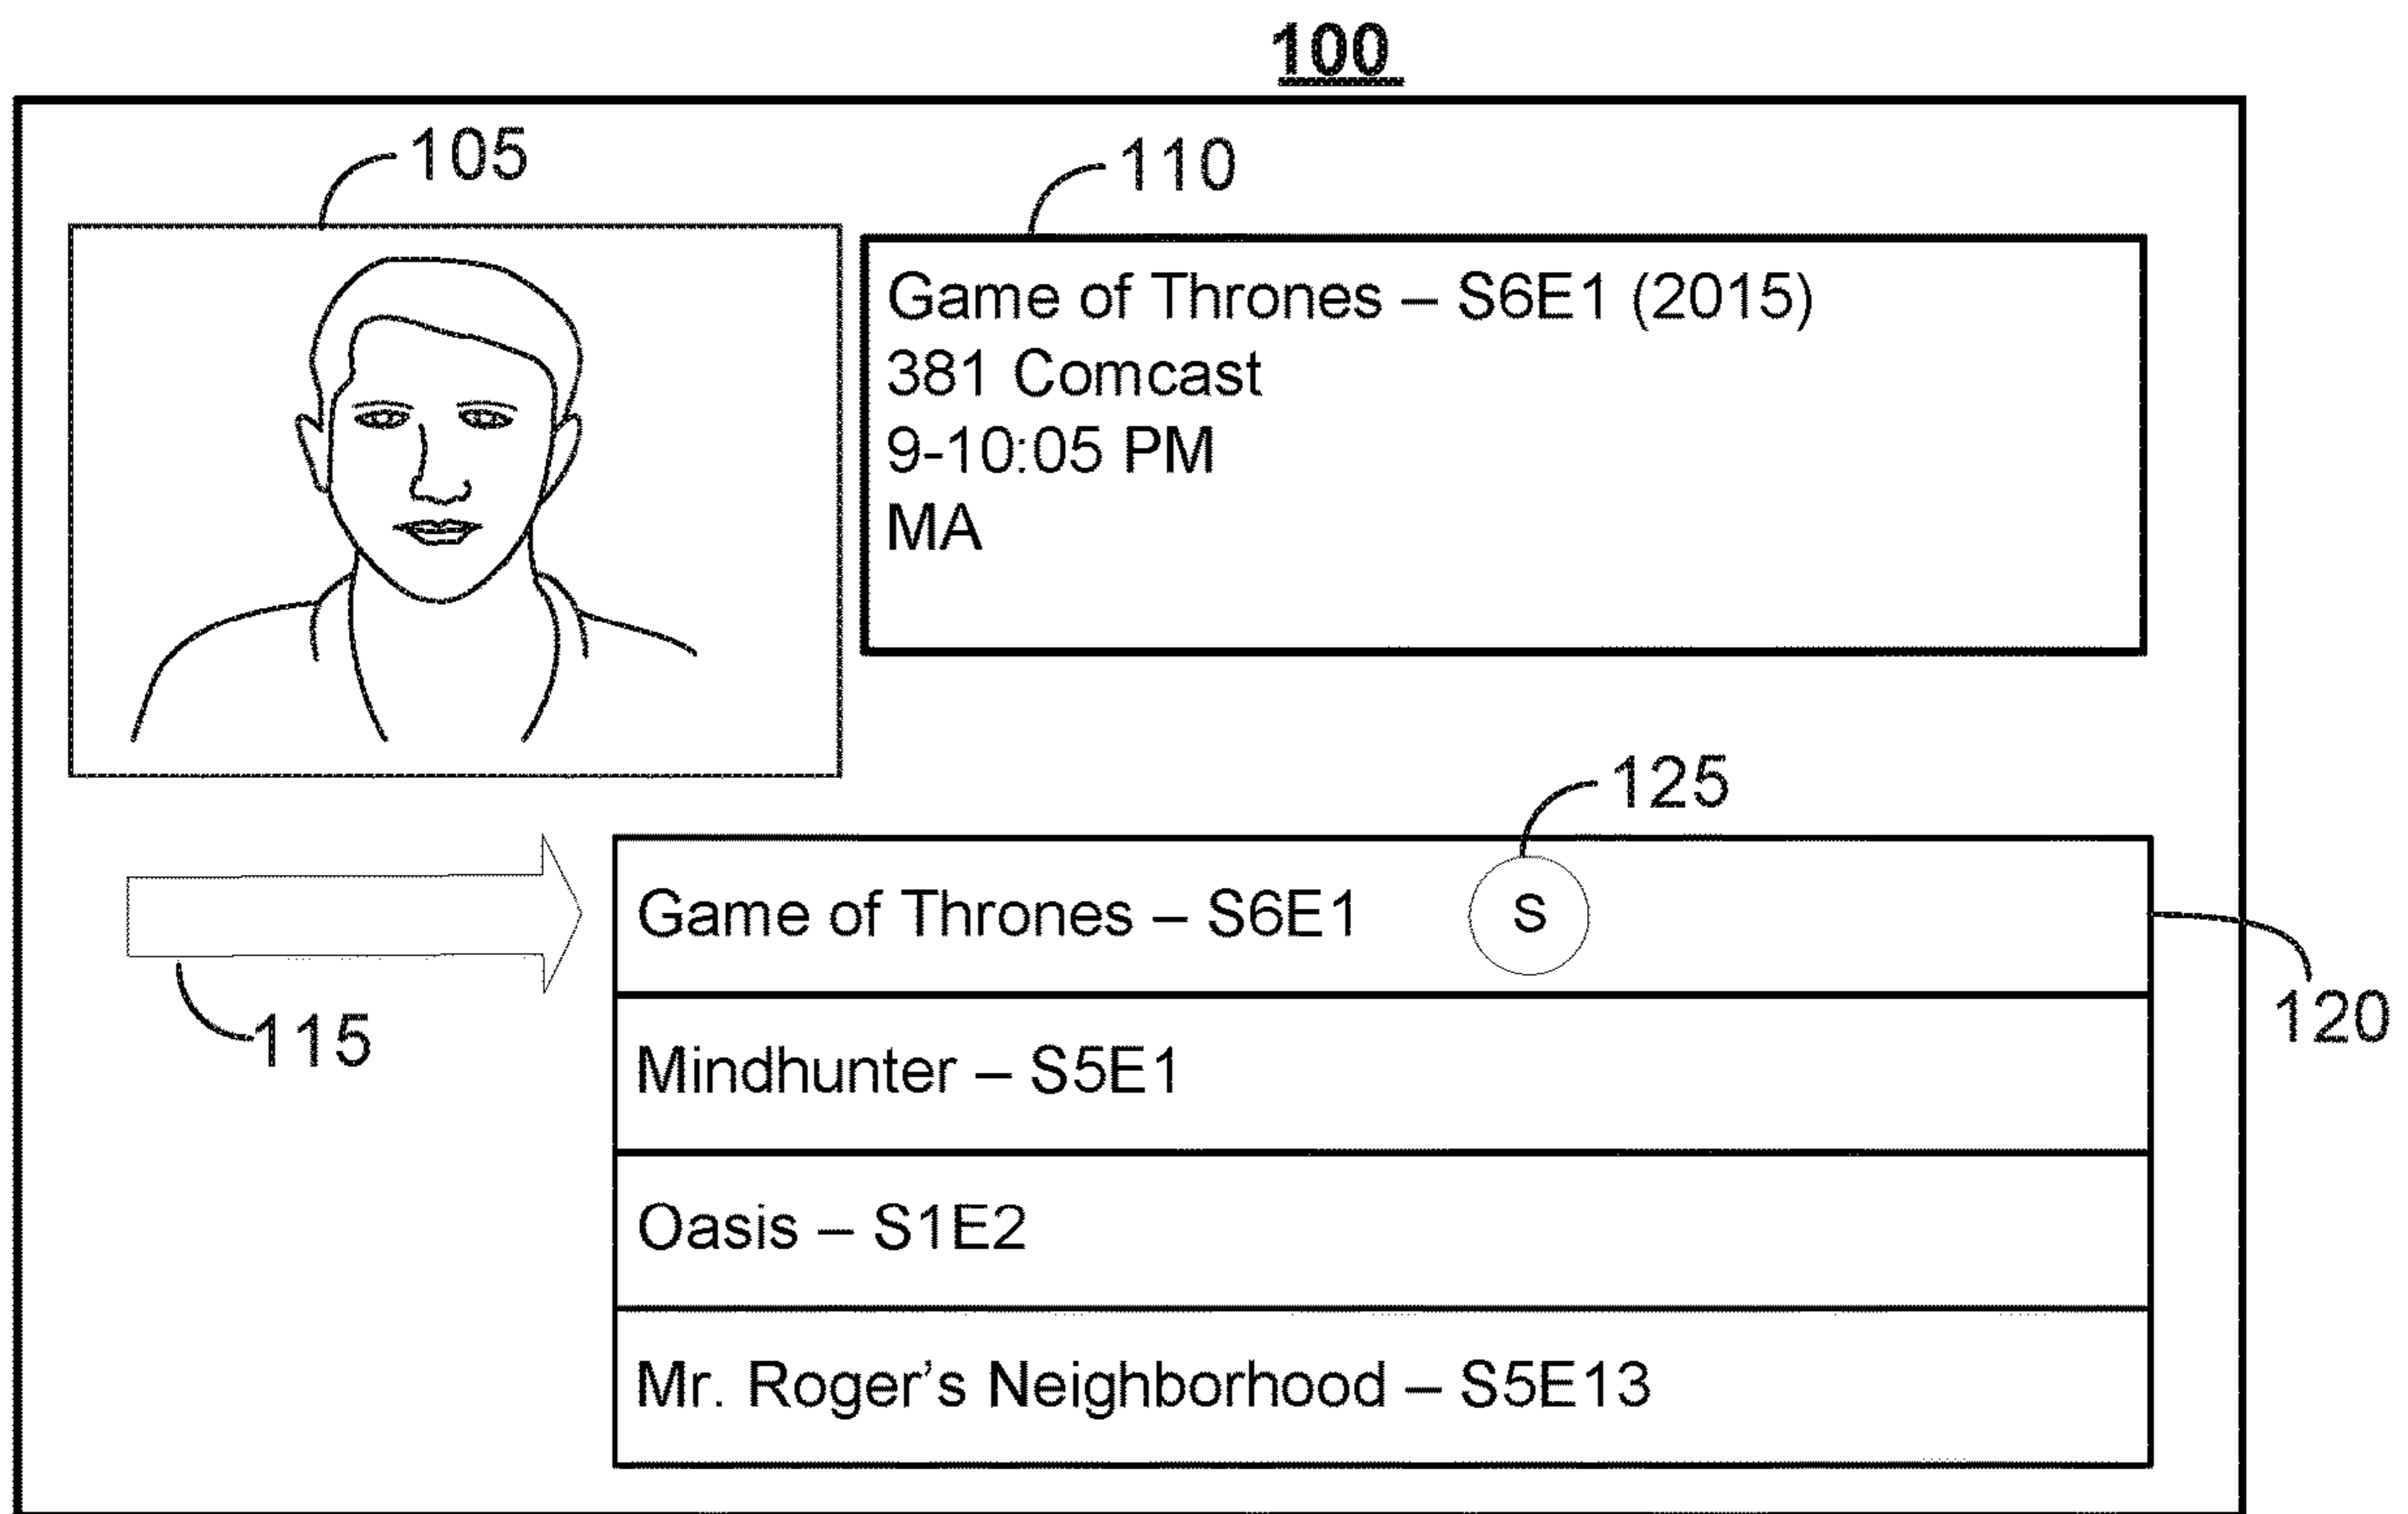 100
105
110
Game of Thrones – S6E1 (2015)
381 Comcast
9-10:05 PM
MA
125
Game of Thrones – S6E1 S
120
115
Mindhunter – S5E1
Oasis – S1E2
Mr. Roger’s Neighborhood – S5E13